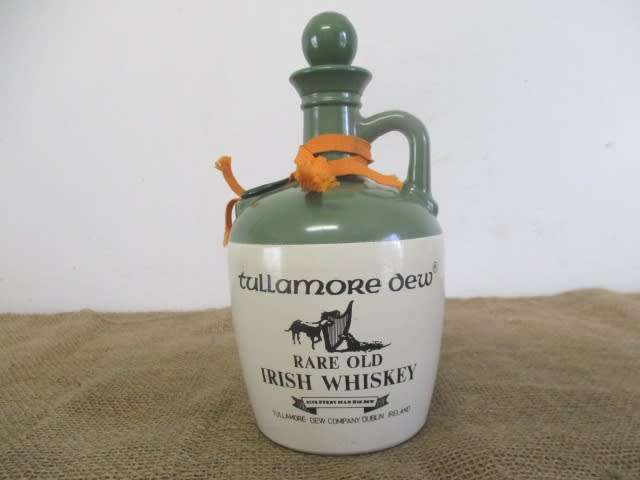 tullamore dew®
RARE OLD
IRISH WHISKEY
GIVE EVERY MAN HIS DEW
TULLAMORE DEW COMPANY DUBLIN IRELAND